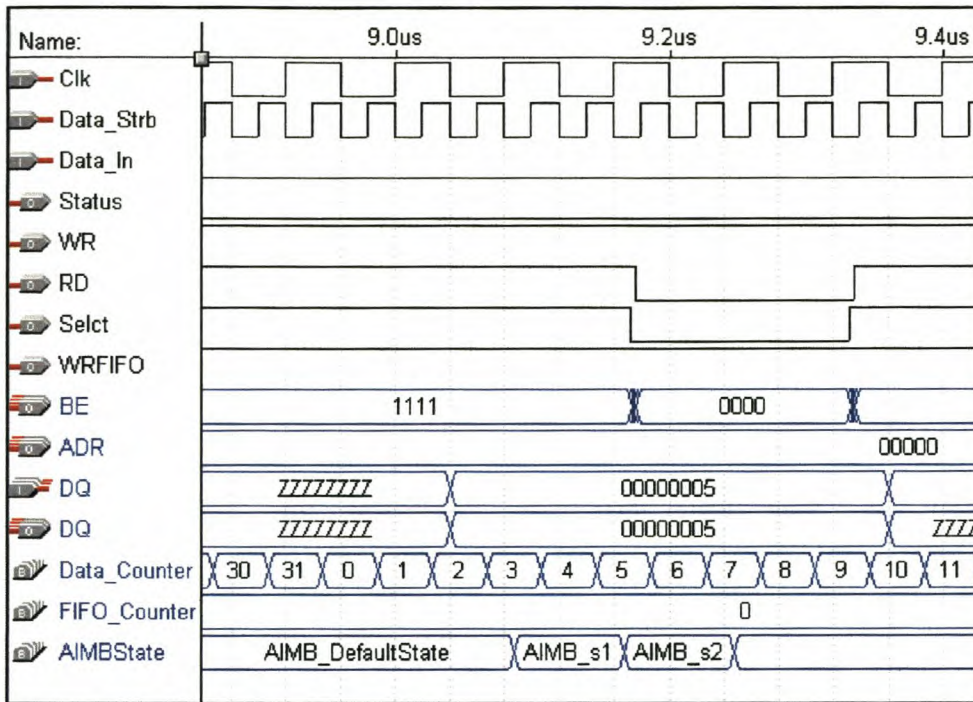 Name: 9.0us 9.2us 9.4us
Clk
Data_Strb
Data_In
Status
WR
RD
Selct
WRFIFO
BE 1111 0000
ADR 00000
DQ ZZZZZZZZ 00000005
DQ ZZZZZZZZ 00000005 ZZZZ
Data_Counter 30 31 0 1 2 3 4 5 6 7 8 9 10 11
FIFO_Counter 0
AIMBState AIMB_DefaultState AIMB_s1 AIMB_s2